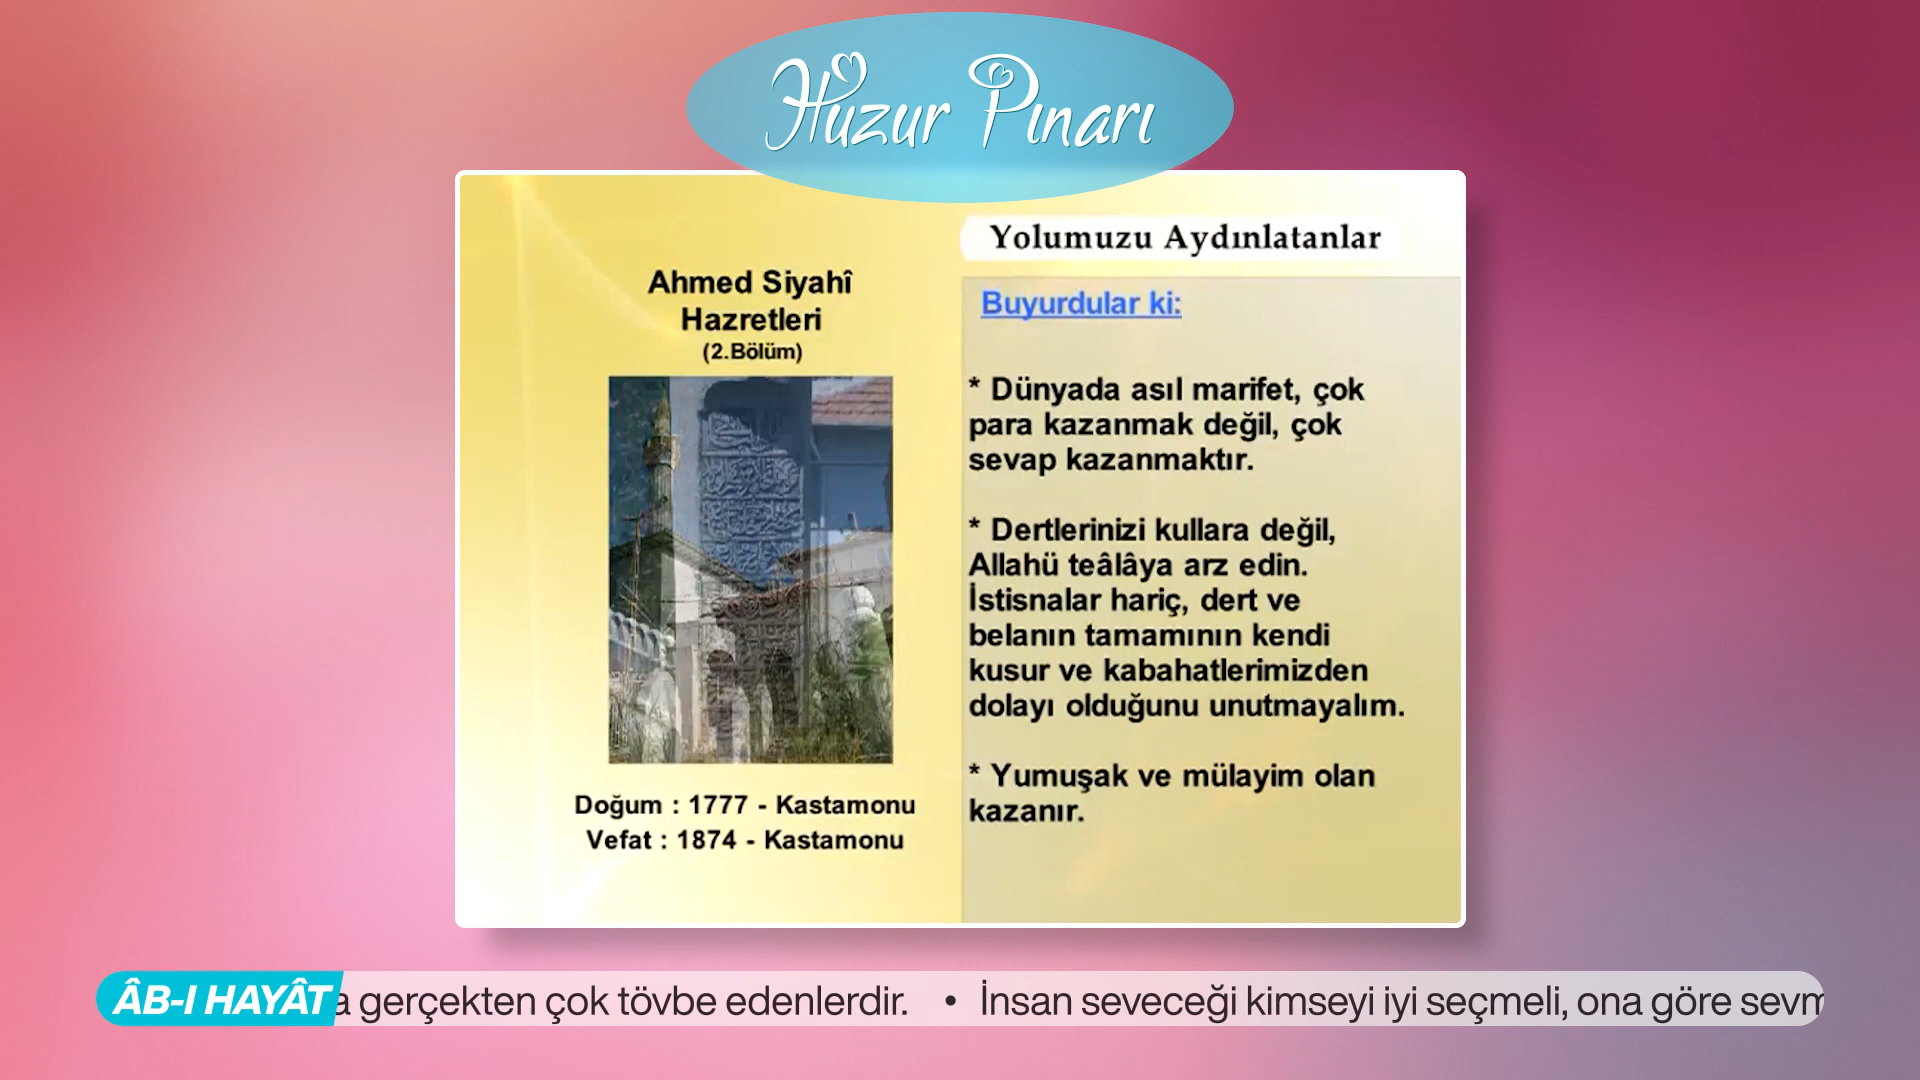 Huzur Pınarı
Yolumuzu Aydınlatanlar
Ahmed Siyahî
Hazretleri
(2.Bölüm)
Doğum : 1777 - Kastamonu
Vefat : 1874 - Kastamonu
Buyurdular ki:
* Dünyada asıl marifet, çok
para kazanmak değil, çok
sevap kazanmaktır.
* Dertlerinizi kullara değil,
Allahü teâlâya arz edin.
İstisnalar hariç, dert ve
belanın tamamının kendi
kusur ve kabahatlerimizden
dolayı olduğunu unutmayalım.
* Yumuşak ve mülayim olan
kazanır.
ÂB-I HAYÂT a gerçekten çok tövbe edenlerdir. • İnsan seveceği kimseyi iyi seçmeli, ona göre sevm